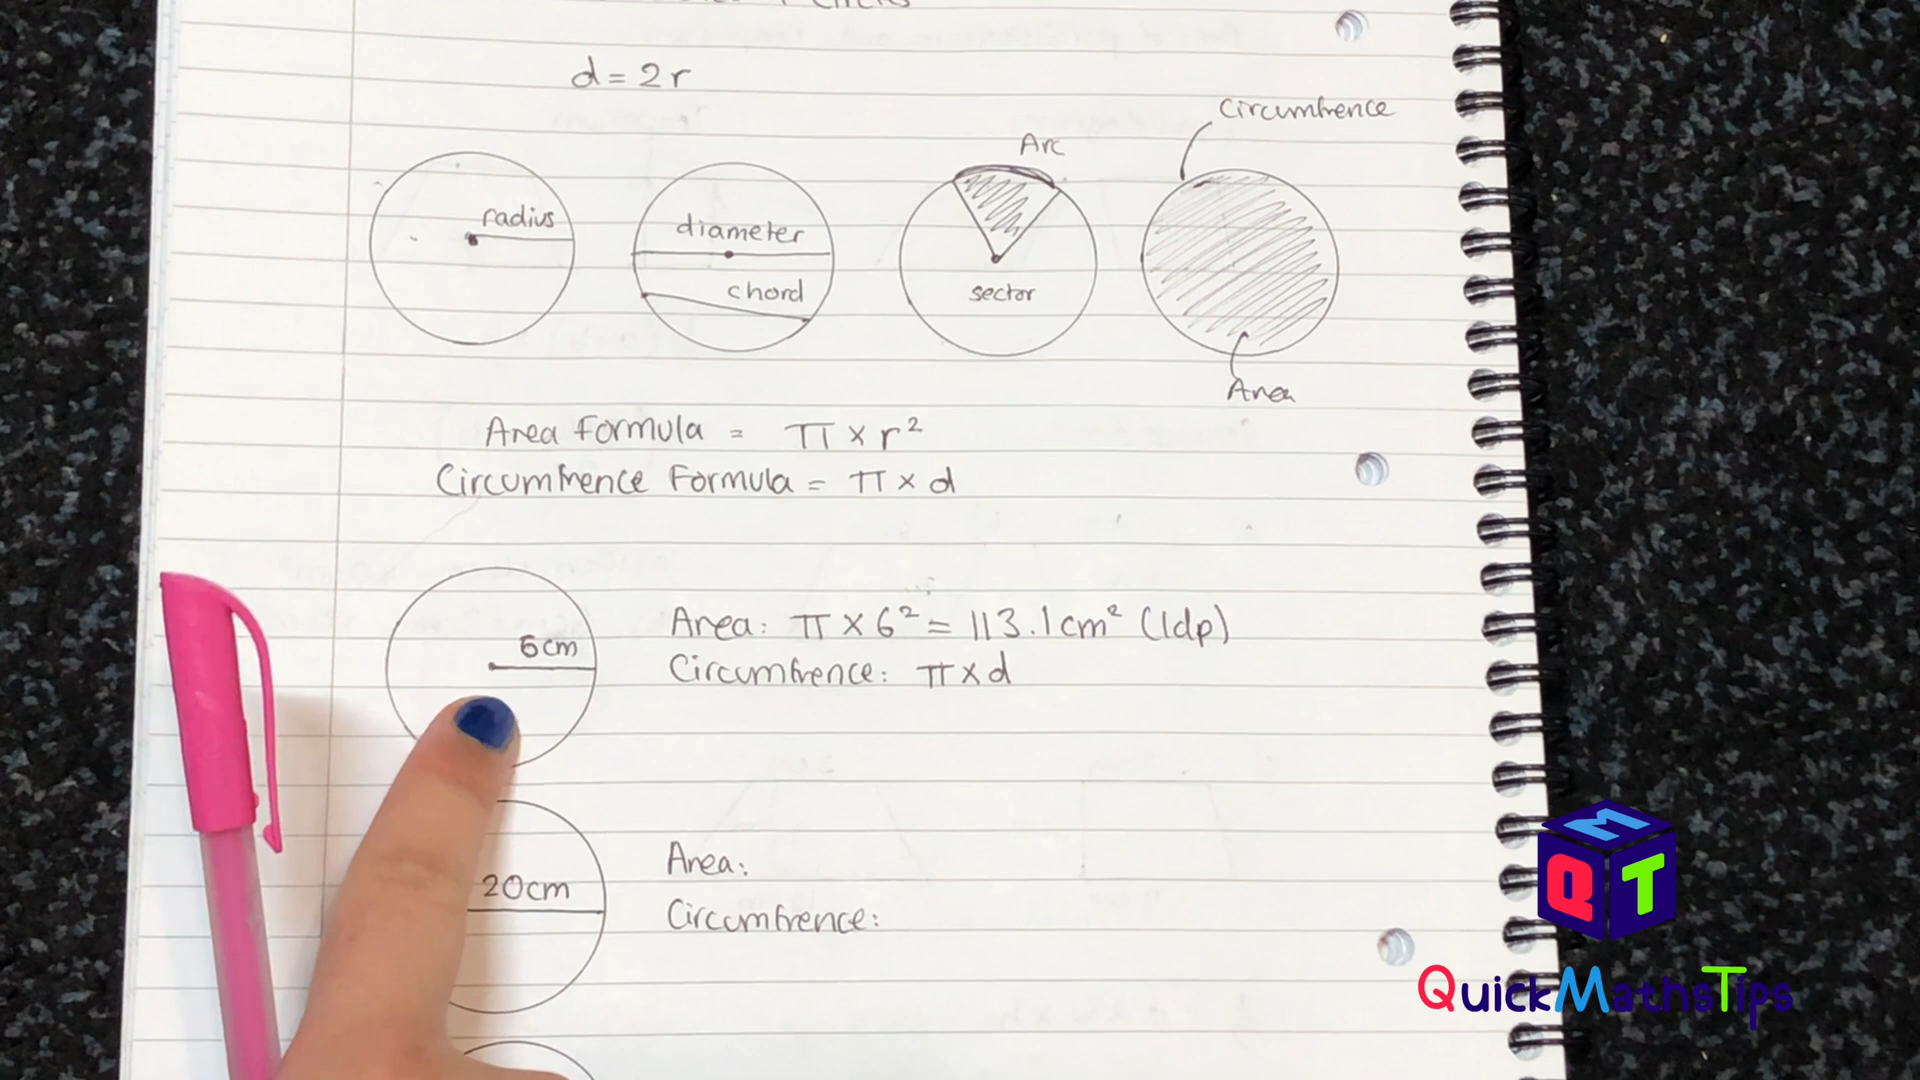 d = 2r
Circumfrence
Arc
radius
diameter
chord
sector
Area
Area Formula = π × r²
Circumfrence Formula = π × d
6cm
Area: π × 6² = 113.1cm² (1dp)
Circumfrence: π × d
20cm
Area:
Circumfrence:
M
Q T
QuickMathsTips